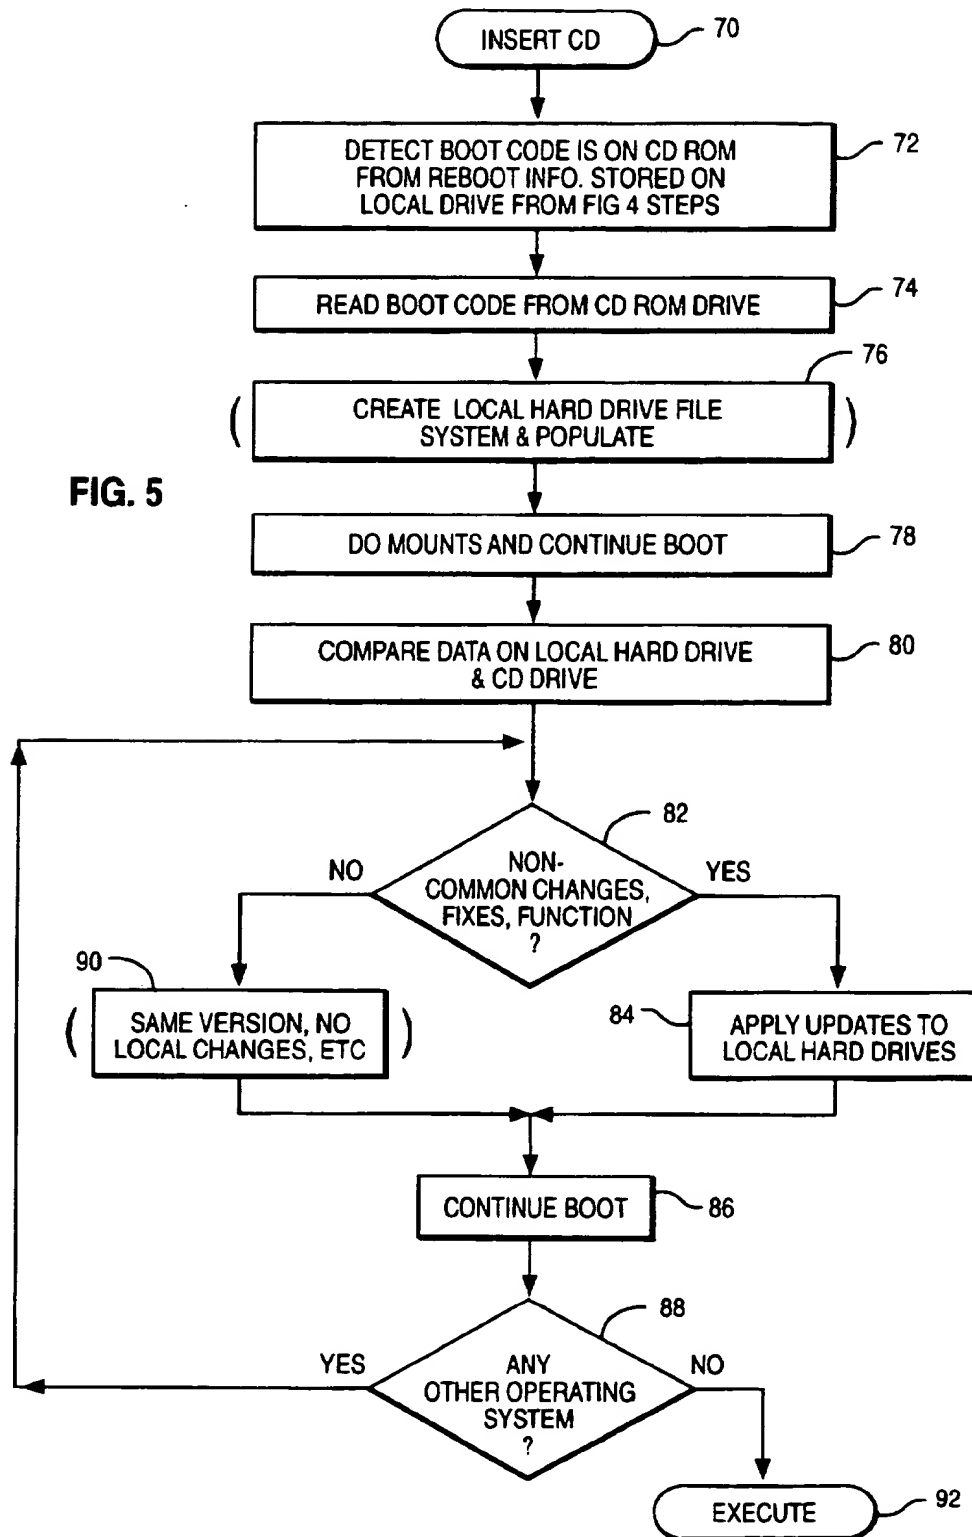 INSERT CD
70
DETECT BOOT CODE IS ON CD ROM
FROM REBOOT INFO. STORED ON
LOCAL DRIVE FROM FIG 4 STEPS
72
READ BOOT CODE FROM CD ROM DRIVE
74
76
( CREATE LOCAL HARD DRIVE FILE
SYSTEM & POPULATE )
FIG. 5
DO MOUNTS AND CONTINUE BOOT
78
COMPARE DATA ON LOCAL HARD DRIVE
& CD DRIVE
80
82
NO
NON-
COMMON CHANGES,
FIXES, FUNCTION
?
YES
90
( SAME VERSION, NO
LOCAL CHANGES, ETC )
84
APPLY UPDATES TO
LOCAL HARD DRIVES
CONTINUE BOOT
86
88
YES
ANY
OTHER OPERATING
SYSTEM
?
NO
EXECUTE
92